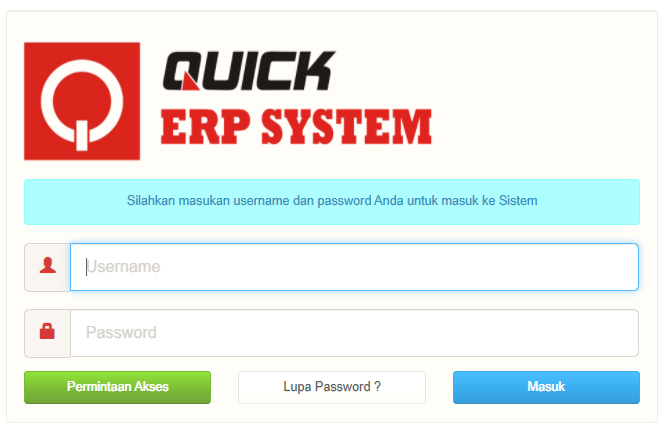 QUICK
ERP SYSTEM
Silahkan masukan username dan password Anda untuk masuk ke Sistem
Username
Password
Permintaan Akses
Lupa Password ?
Masuk